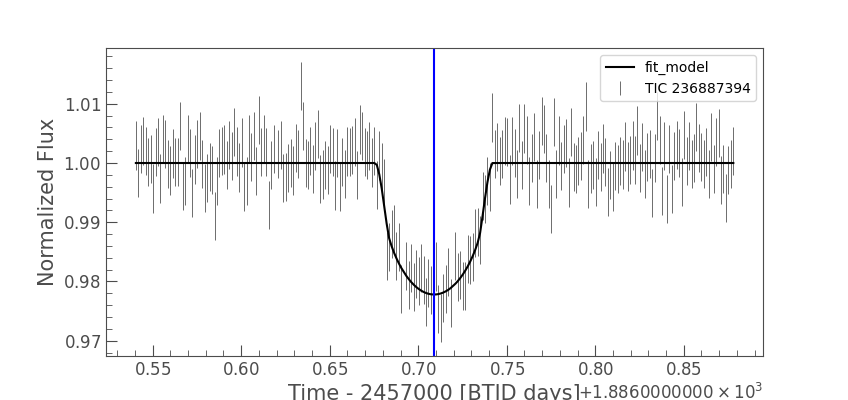 fit_model
TIC 236887394
Normalized Flux
1.01
1.00
0.99
0.98
0.97
0.55 0.60 0.65 0.70 0.75 0.80 0.85
Time - 2457000 [BTJD days]
+1.8860000000 × 10³